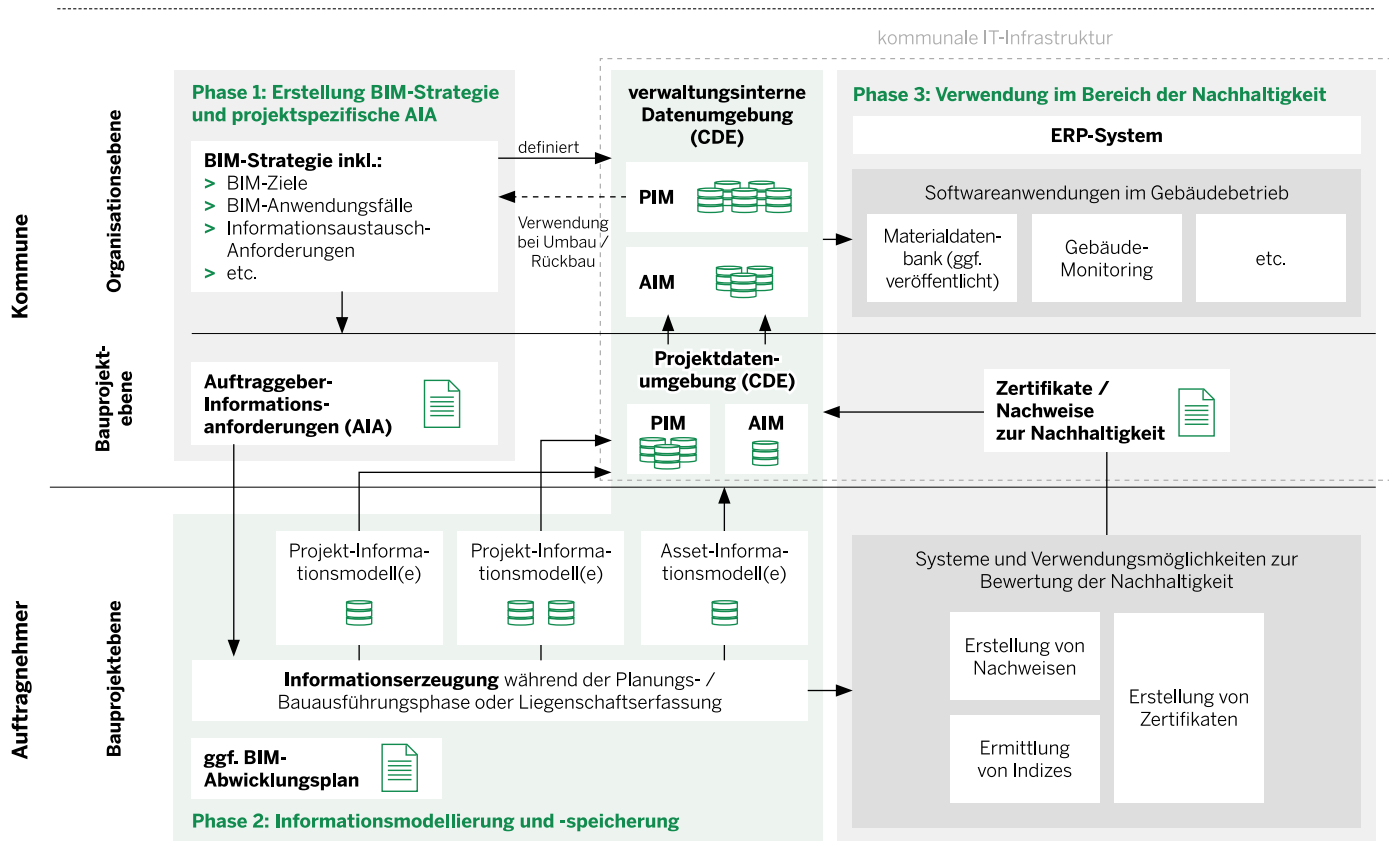 kommunale IT-Infrastruktur
Kommune
Organisationsebene
Phase 1: Erstellung BIM-Strategie
und projektspezifische AIA
BIM-Strategie inkl.:
> BIM-Ziele
> BIM-Anwendungsfälle
> Informationsaustausch-
Anforderungen
> etc.
definiert
Verwendung
bei Umbau /
Rückbau
verwaltungsinterne
Datenumgebung
(CDE)
PIM
AIM
Phase 3: Verwendung im Bereich der Nachhaltigkeit
ERP-System
Softwareanwendungen im Gebäudebetrieb
Materialdaten-
bank (ggf.
veröffentlicht)
Gebäude-
Monitoring
etc.
Bauprojekt-
ebene
Auftraggeber-
Informations-
anforderungen (AIA)
Projektdaten-
umgebung (CDE)
PIM
AIM
Zertifikate /
Nachweise
zur Nachhaltigkeit
Auftragnehmer
Bauprojektebene
Projekt-Informa-
tionsmodell(e)
Projekt-Informa-
tionsmodell(e)
Asset-Informa-
tionsmodell(e)
Informationserzeugung während der Planungs- /
Bauausführungsphase oder Liegenschaftserfassung
ggf. BIM-
Abwicklungsplan
Phase 2: Informationsmodellierung und -speicherung
Systeme und Verwendungsmöglichkeiten zur
Bewertung der Nachhaltigkeit
Erstellung von
Nachweisen
Ermittlung
von Indizes
Erstellung von
Zertifikaten